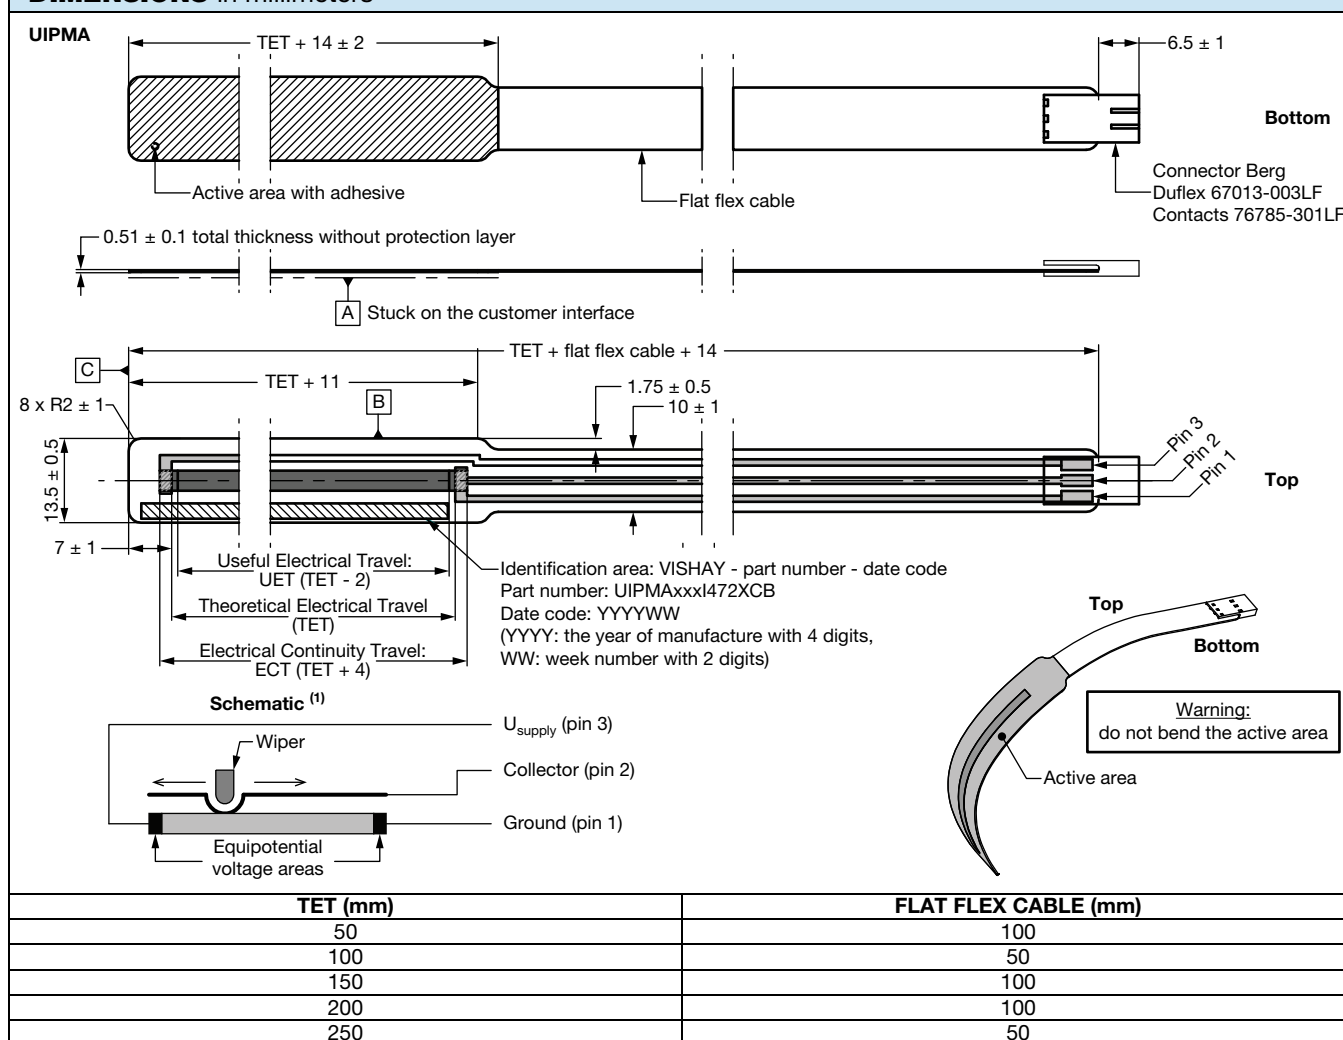 DIMENSIONS in millimeters
UIPMA
TET + 14 ± 2
6.5 ± 1
Bottom
Active area with adhesive
Flat flex cable
Connector Berg
Duflex 67013-003LF
Contacts 76785-301LF
0.51 ± 0.1 total thickness without protection layer
A
Stuck on the customer interface
TET + flat flex cable + 14
C
TET + 11
1.75 ± 0.5
8 x R2 ± 1
B
10 ± 1
13.5 ± 0.5
Pin 3
Pin 2
Pin 1
Top
7 ± 1
Useful Electrical Travel:
UET (TET - 2)
Theoretical Electrical Travel
(TET)
Electrical Continuity Travel:
ECT (TET + 4)
Identification area: VISHAY - part number - date code
Part number: UIPMAxxxI472XCB
Date code: YYYYWW
(YYYY: the year of manufacture with 4 digits,
WW: week number with 2 digits)
Top
Bottom
Schematic (1)
Usupply (pin 3)
Wiper
Collector (pin 2)
Ground (pin 1)
Equipotential
voltage areas
Warning:
do not bend the active area
Active area
TET (mm) FLAT FLEX CABLE (mm)
50 100
100 50
150 100
200 100
250 50